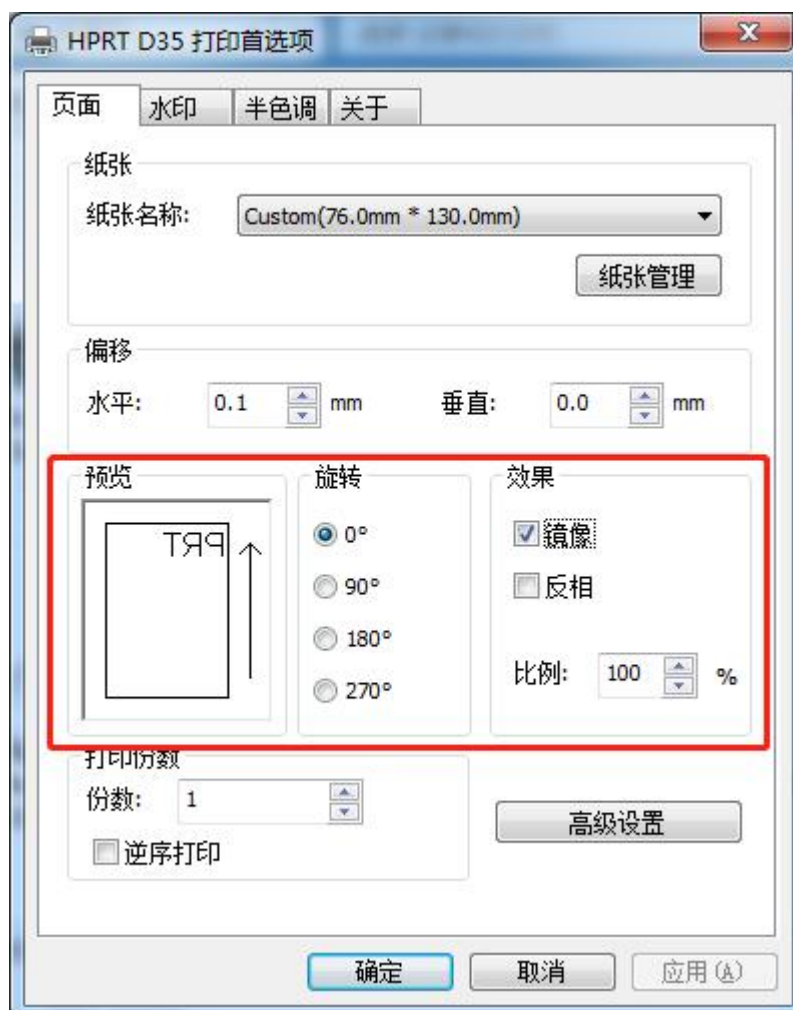 HPRT D35 打印首选项
页面 水印 半色调 关于
纸张
纸张名称: Custom(76.0mm * 130.0mm)
纸张管理
偏移
水平: 0.1 mm 垂直: 0.0 mm
预览 旋转 效果
PRT 0° 镜像
90° 反相
180°
比例: 100 %
270°
打印份数
份数: 1
高级设置
逆序打印
确定 取消 应用(A)